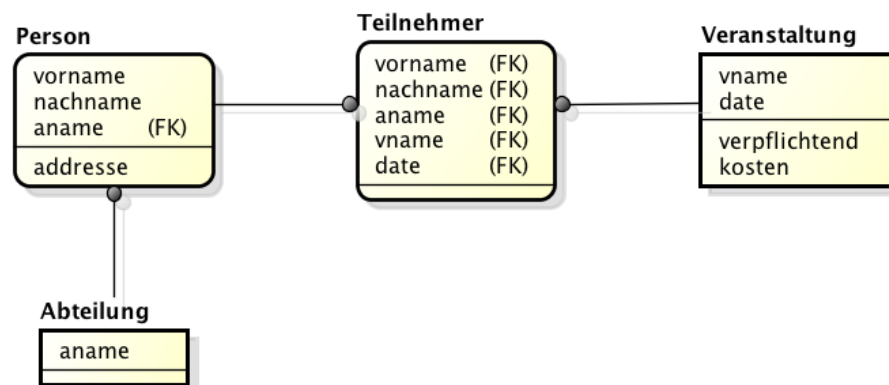 Person
vorname
nachname
aname (FK)
addresse
Teilnehmer
vorname (FK)
nachname (FK)
aname (FK)
vname (FK)
date (FK)
Veranstaltung
vname
date
verpflichtend
kosten
Abteilung
aname